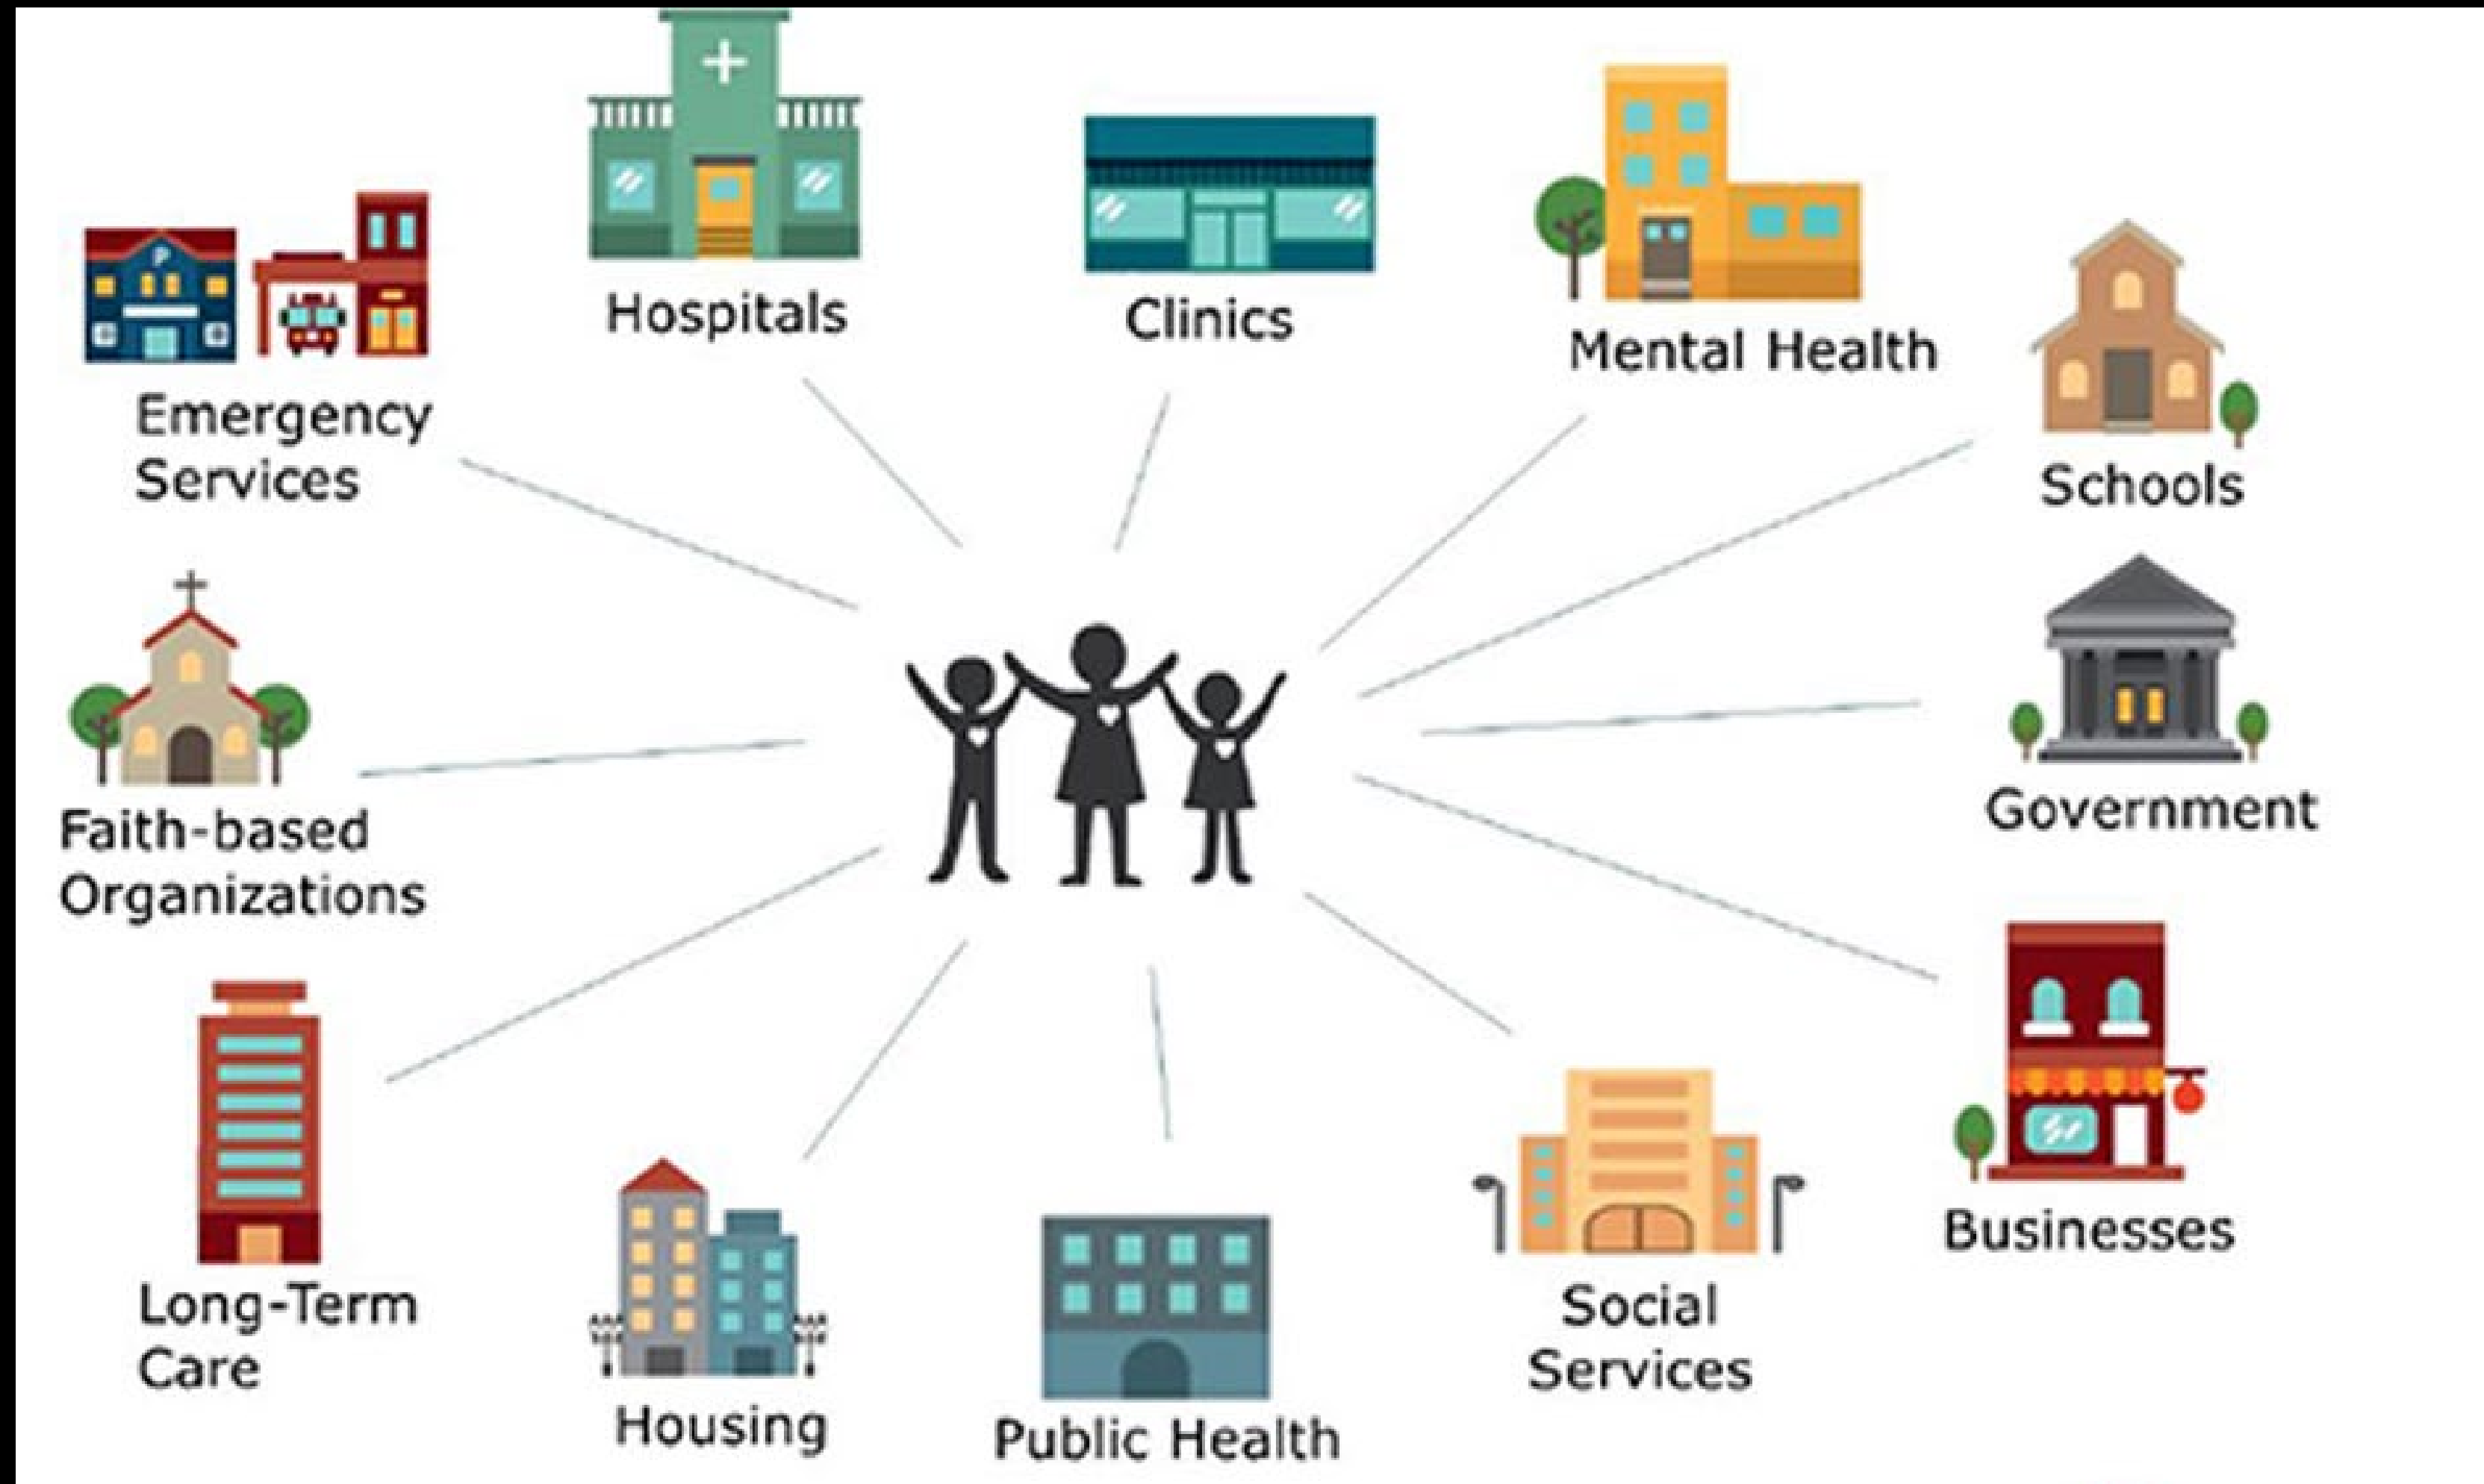 Hospitals
Clinics
Mental Health
P
Emergency
Services
Schools
Faith-based
Organizations
Government
Long-Term
Care
Businesses
Social
Services
Housing
Public Health